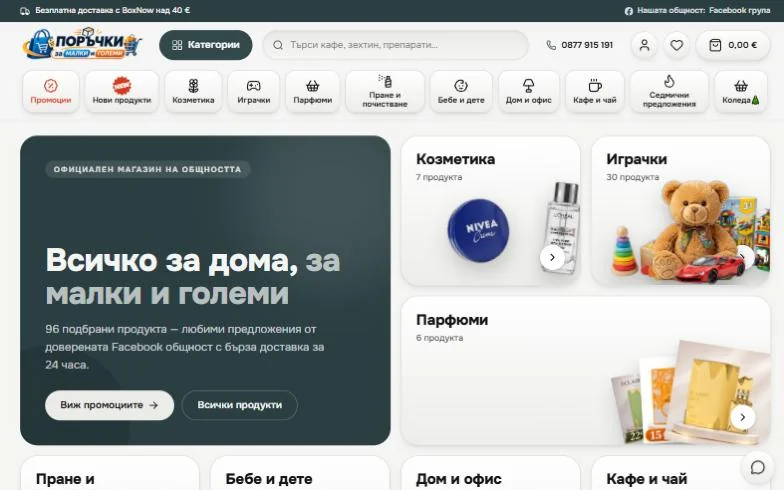 Безплатна доставка с BoxNow над 40 €
Нашата общност: Facebook група
ПОРЪЧКИ
ЗА МАЛКИ И ГОЛЕМИ
Категории
Търси кафе, зехтин, препарати...
0877 915 191
0,00 €
Промоции
Нови продукти
Козметика
Играчки
Парфюми
Пране и
почистване
Бебе и дете
Дом и офис
Кафе и чай
Седмични
предложения
Коледа🎄
ОФИЦИАЛЕН МАГАЗИН НА ОБЩНОСТТА
Всичко за дома, за
малки и големи
96 подбрани продукта — любими предложения от
доверената Facebook общност с бърза доставка за
24 часа.
Виж промоциите →
Всички продукти
Козметика
7 продукта
NIVEA
Creme
L'ORÉAL
Играчки
30 продукта
Парфюми
6 продукта
Пране и
Бебе и дете
Дом и офис
Кафе и чай